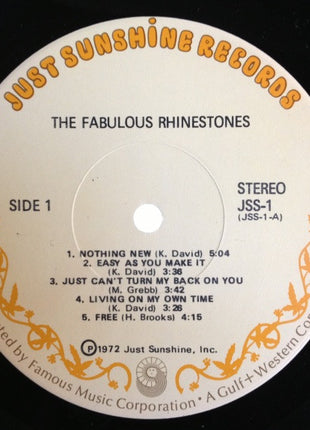 JUST SUNSHINE RECORDS
THE FABULOUS RHINESTONES
SIDE 1
STEREO
JSS-1
(JSS-1-A)
1. NOTHING NEW (K. David) 5:04
2. EASY AS YOU MAKE IT
(K. David) 3:36
3. JUST CAN'T TURN MY BACK ON YOU
(M. Grebb) 3:42
4. LIVING ON MY OWN TIME
(K. David) 3:26
5. FREE (H. Brooks) 4:15
Ⓟ1972 Just Sunshine, Inc.
by Famous Music Corporation • A Gulf+Western